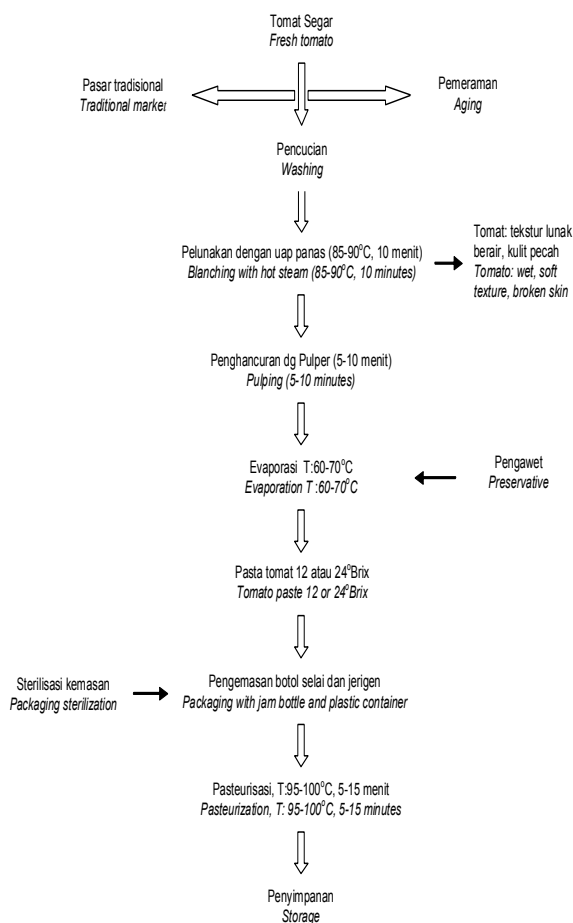 Tomat Segar
Fresh tomato
Pasar tradisional
Traditional market
Pemeraman
Aging
Pencucian
Washing
Pelunakan dengan uap panas (85-90°C, 10 menit)
Blanching with hot steam (85-90°C, 10 minutes)
Tomat: tekstur lunak
berair, kulit pecah
Tomato: wet, soft
texture, broken skin
Penghancuran dg Pulper (5-10 menit)
Pulping (5-10 minutes)
Evaporasi T:60-70°C
Evaporation T :60-70°C
Pengawet
Preservative
Pasta tomat 12 atau 24°Brix
Tomato paste 12 or 24°Brix
Sterilisasi kemasan
Packaging sterilization
Pengemasan botol selai dan jerigen
Packaging with jam bottle and plastic container
Pasteurisasi, T:95-100°C, 5-15 menit
Pasteurization, T: 95-100°C, 5-15 minutes
Penyimpanan
Storage